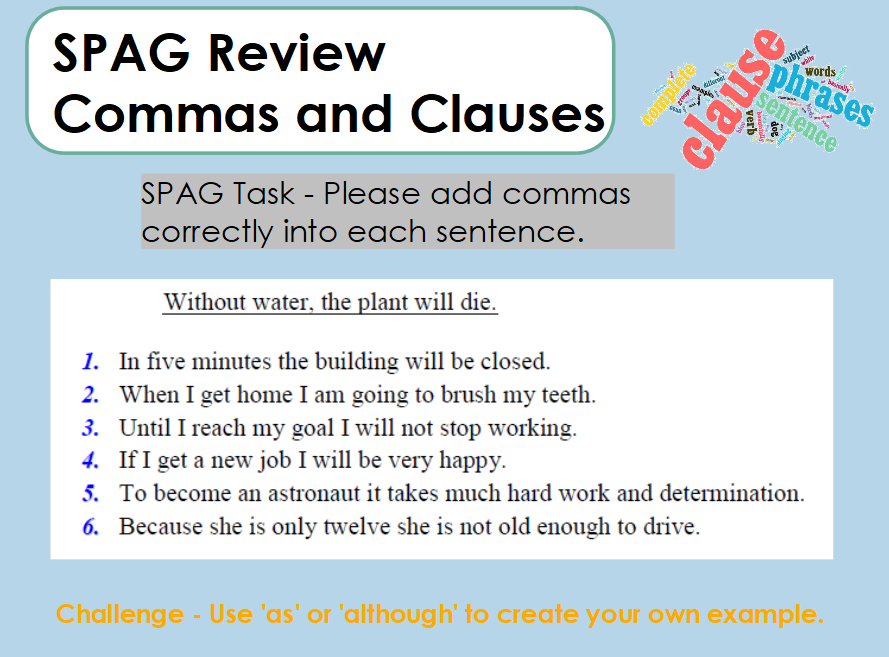 SPAG Review
Commas and Clauses
complete
clause
subject
while
words
phrases
sentence
verb
dog
different
examples
basically
SPAG Task - Please add commas
correctly into each sentence.
Without water, the plant will die.
1. In five minutes the building will be closed.
2. When I get home I am going to brush my teeth.
3. Until I reach my goal I will not stop working.
4. If I get a new job I will be very happy.
5. To become an astronaut it takes much hard work and determination.
6. Because she is only twelve she is not old enough to drive.
Challenge - Use 'as' or 'although' to create your own example.